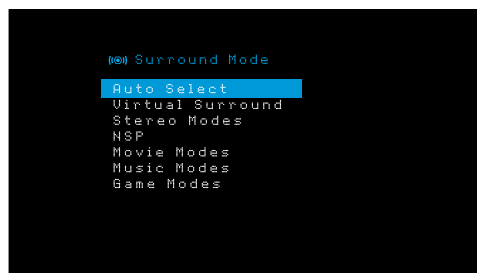 Surround Mode
Auto Select
Virtual Surround
Stereo Modes
NSP
Movie Modes
Music Modes
Game Modes